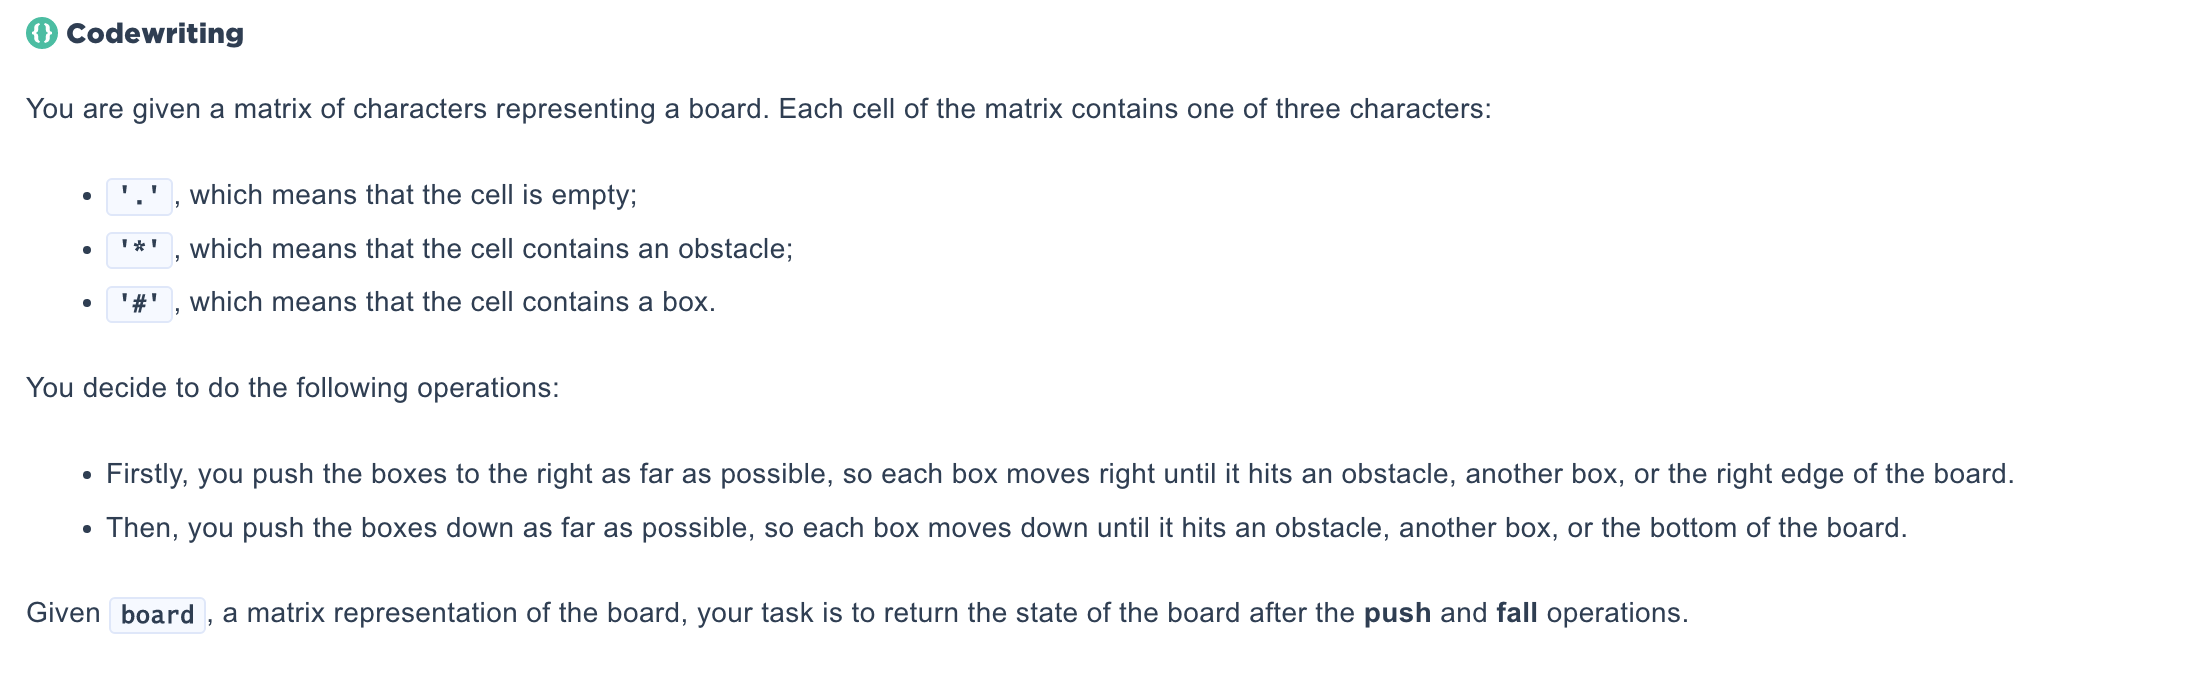 {} Codewriting
You are given a matrix of characters representing a board. Each cell of the matrix contains one of three characters:
• '.', which means that the cell is empty;
• '*', which means that the cell contains an obstacle;
• '#', which means that the cell contains a box.
You decide to do the following operations:
• Firstly, you push the boxes to the right as far as possible, so each box moves right until it hits an obstacle, another box, or the right edge of the board.
• Then, you push the boxes down as far as possible, so each box moves down until it hits an obstacle, another box, or the bottom of the board.
Given board, a matrix representation of the board, your task is to return the state of the board after the push and fall operations.